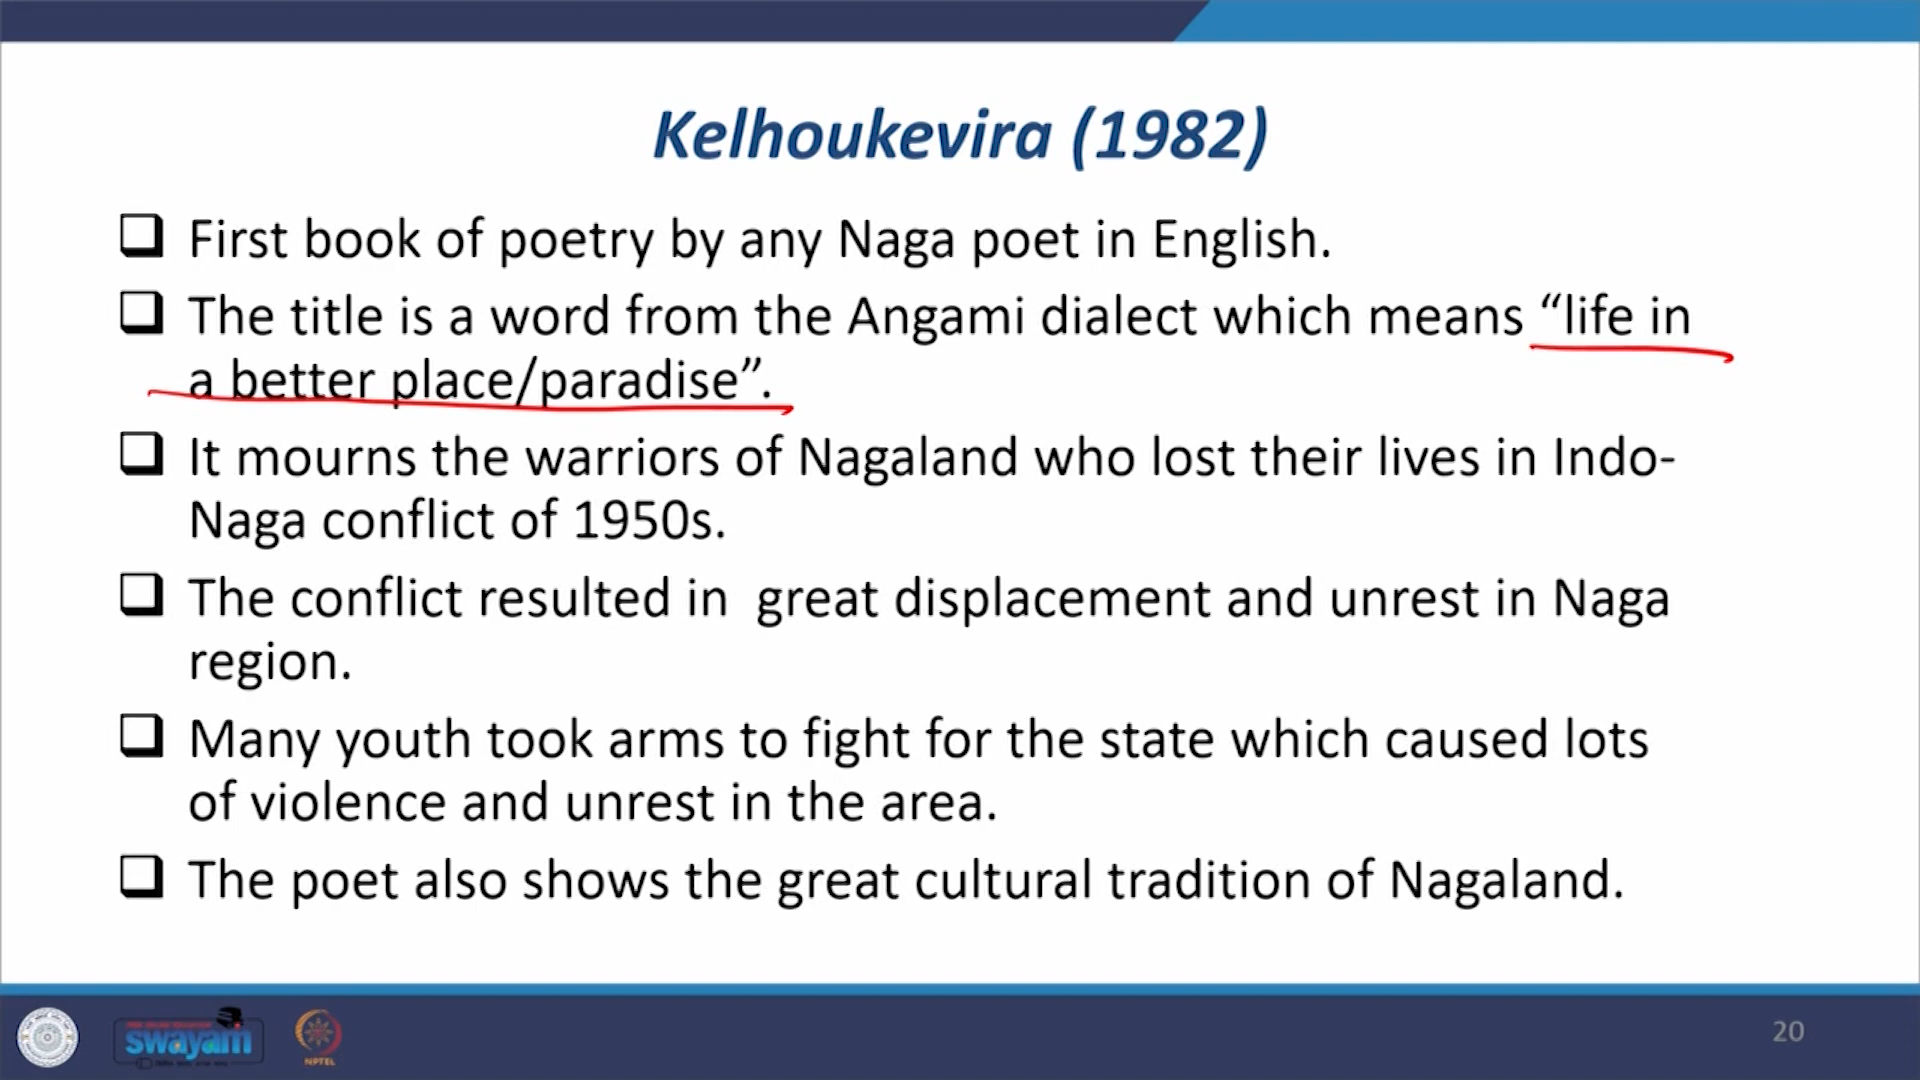 Kelhoukevira (1982)
First book of poetry by any Naga poet in English.
The title is a word from the Angami dialect which means “life in
a better place/paradise”.
It mourns the warriors of Nagaland who lost their lives in Indo-
Naga conflict of 1950s.
The conflict resulted in  great displacement and unrest in Naga
region.
Many youth took arms to fight for the state which caused lots
of violence and unrest in the area.
The poet also shows the great cultural tradition of Nagaland.
swayam
NPTEL
20